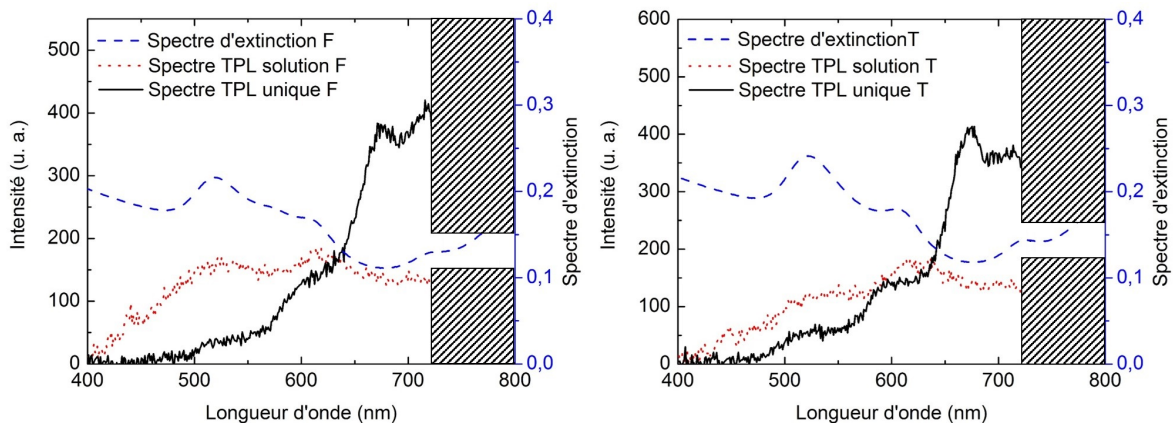 Spectre d'extinction F
Spectre TPL solution F
Spectre TPL unique F
Intensité (u. a.)
500
400
300
200
100
0
400
500
600
700
800
Longueur d'onde (nm)
0,4
0,3
0,2
0,1
0,0
Spectre d'extinction
Spectre d'extinctionT
Spectre TPL solution T
Spectre TPL unique T
Intensité (u. a.)
600
500
400
300
200
100
0
400
500
600
700
800
Longueur d'onde (nm)
0,4
0,3
0,2
0,1
0,0
Spectre d'extinction